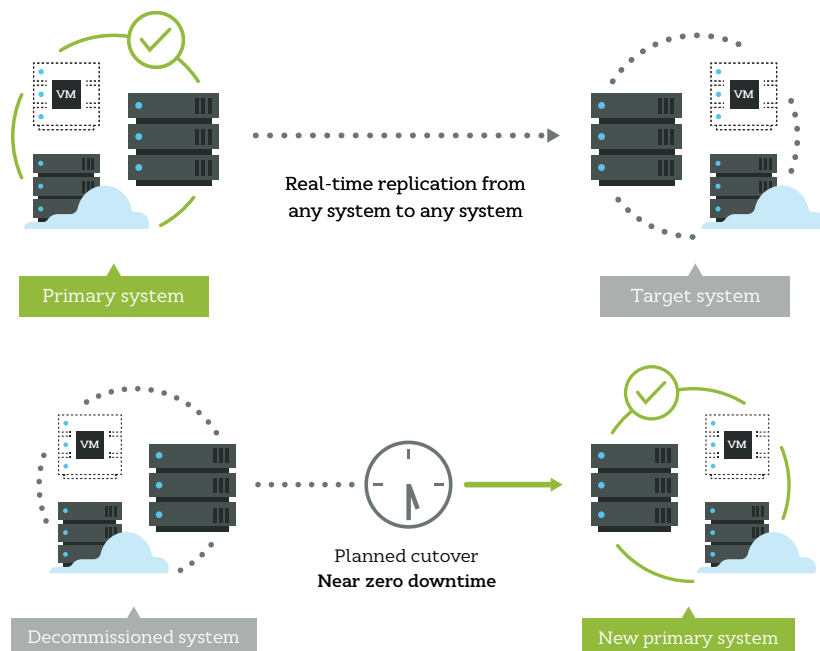 VM
VM
Real-time replication from
any system to any system
Primary system
Target system
VM
VM
Planned cutover
Near zero downtime
Decommissioned system
New primary system